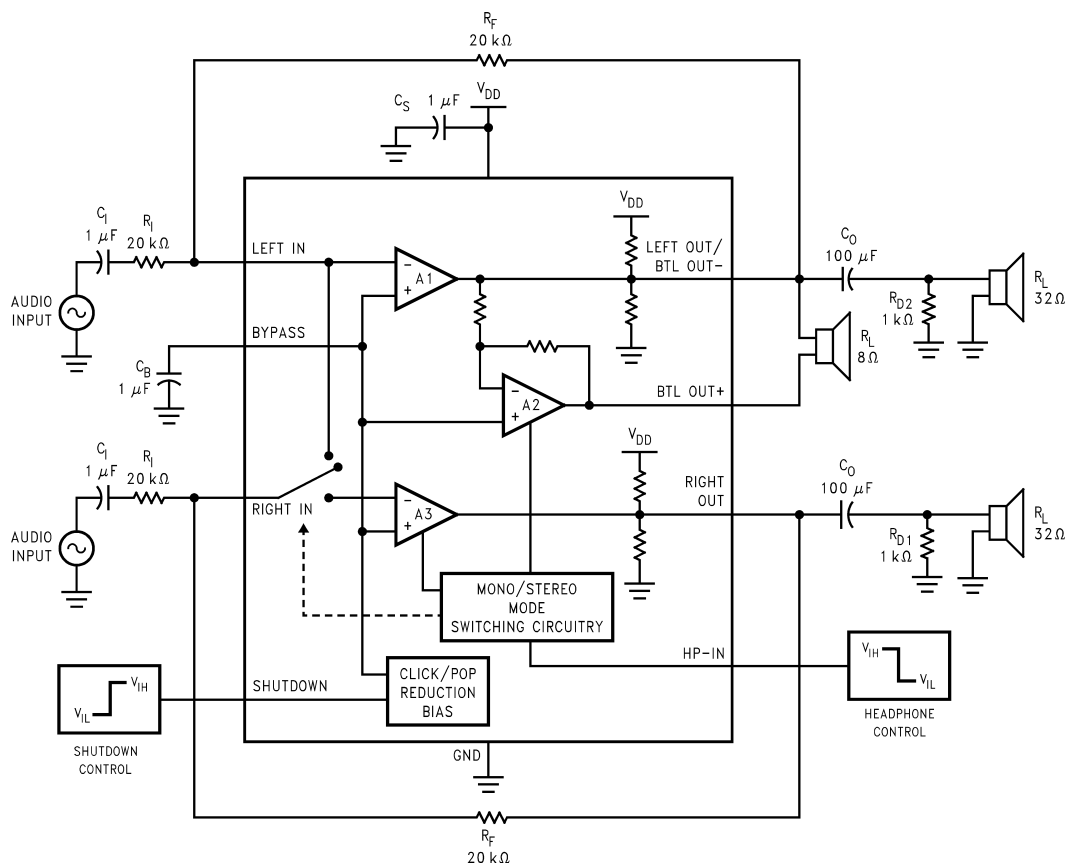 R_F
20 kΩ
V_DD
C_S
1 μF
C_I
1 μF
R_I
20 kΩ
LEFT IN
V_DD
LEFT OUT/
BTL OUT-
C_O
100 μF
A1
-
+
AUDIO
INPUT
R_D2
1 kΩ
R_L
32Ω
BYPASS
R_L
8Ω
C_B
1 μF
A2
-
+
BTL OUT+
C_I
1 μF
R_I
20 kΩ
V_DD
RIGHT
OUT
C_O
100 μF
RIGHT IN
A3
-
+
AUDIO
INPUT
R_D1
1 kΩ
R_L
32Ω
MONO/STEREO
MODE
SWITCHING CIRCUITRY
HP-IN
V_IH
V_IL
HEADPHONE
CONTROL
CLICK/POP
REDUCTION
BIAS
SHUTDOWN
V_IH
V_IL
SHUTDOWN
CONTROL
GND
R_F
20 kΩ